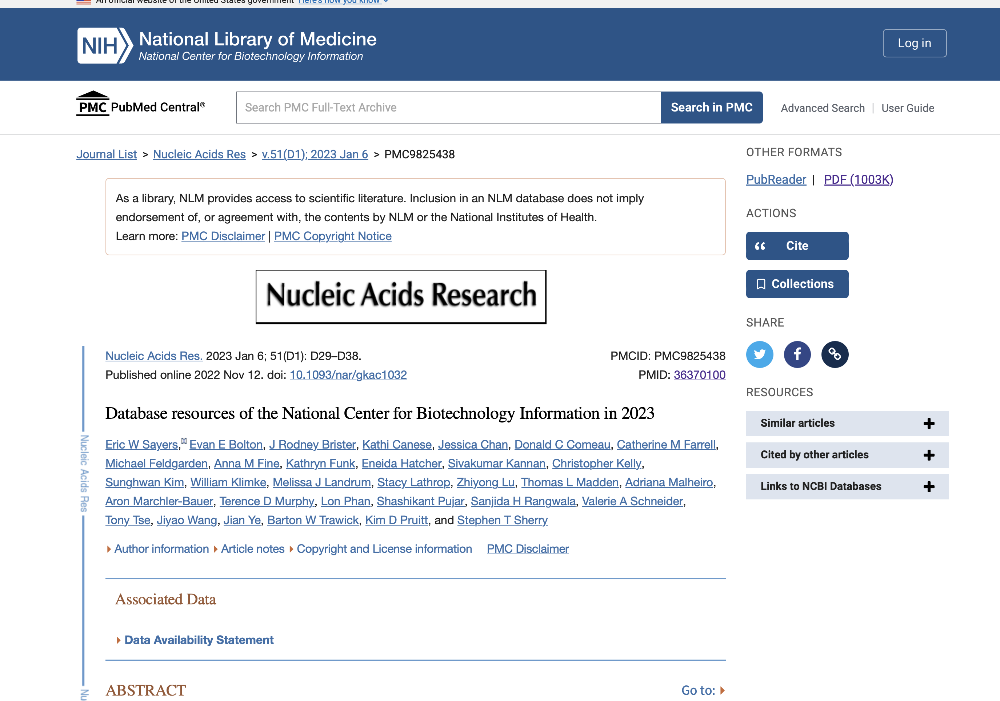 An official website of the United States government Here's how you know
NIH National Library of Medicine
National Center for Biotechnology Information
Log in
PMC PubMed Central®
Search PMC Full-Text Archive
Search in PMC
Advanced Search | User Guide
Journal List > Nucleic Acids Res > v.51(D1); 2023 Jan 6 > PMC9825438
As a library, NLM provides access to scientific literature. Inclusion in an NLM database does not imply
endorsement of, or agreement with, the contents by NLM or the National Institutes of Health.
Learn more: PMC Disclaimer | PMC Copyright Notice
Nucleic Acids Research
Nucleic Acids Res. 2023 Jan 6; 51(D1): D29–D38.
Published online 2022 Nov 12. doi: 10.1093/nar/gkac1032
PMCID: PMC9825438
PMID: 36370100
Database resources of the National Center for Biotechnology Information in 2023
Eric W Sayers, Evan E Bolton, J Rodney Brister, Kathi Canese, Jessica Chan, Donald C Comeau, Catherine M Farrell,
Michael Feldgarden, Anna M Fine, Kathryn Funk, Eneida Hatcher, Sivakumar Kannan, Christopher Kelly,
Sunghwan Kim, William Klimke, Melissa J Landrum, Stacy Lathrop, Zhiyong Lu, Thomas L Madden, Adriana Malheiro,
Aron Marchler-Bauer, Terence D Murphy, Lon Phan, Shashikant Pujar, Sanjida H Rangwala, Valerie A Schneider,
Tony Tse, Jiyao Wang, Jian Ye, Barton W Trawick, Kim D Pruitt, and Stephen T Sherry
Author information Article notes Copyright and License information PMC Disclaimer
Associated Data
Data Availability Statement
ABSTRACT
Go to:
Nucleic Acids Res
Nu
OTHER FORMATS
PubReader | PDF (1003K)
ACTIONS
Cite
Collections
SHARE
RESOURCES
Similar articles
Cited by other articles
Links to NCBI Databases